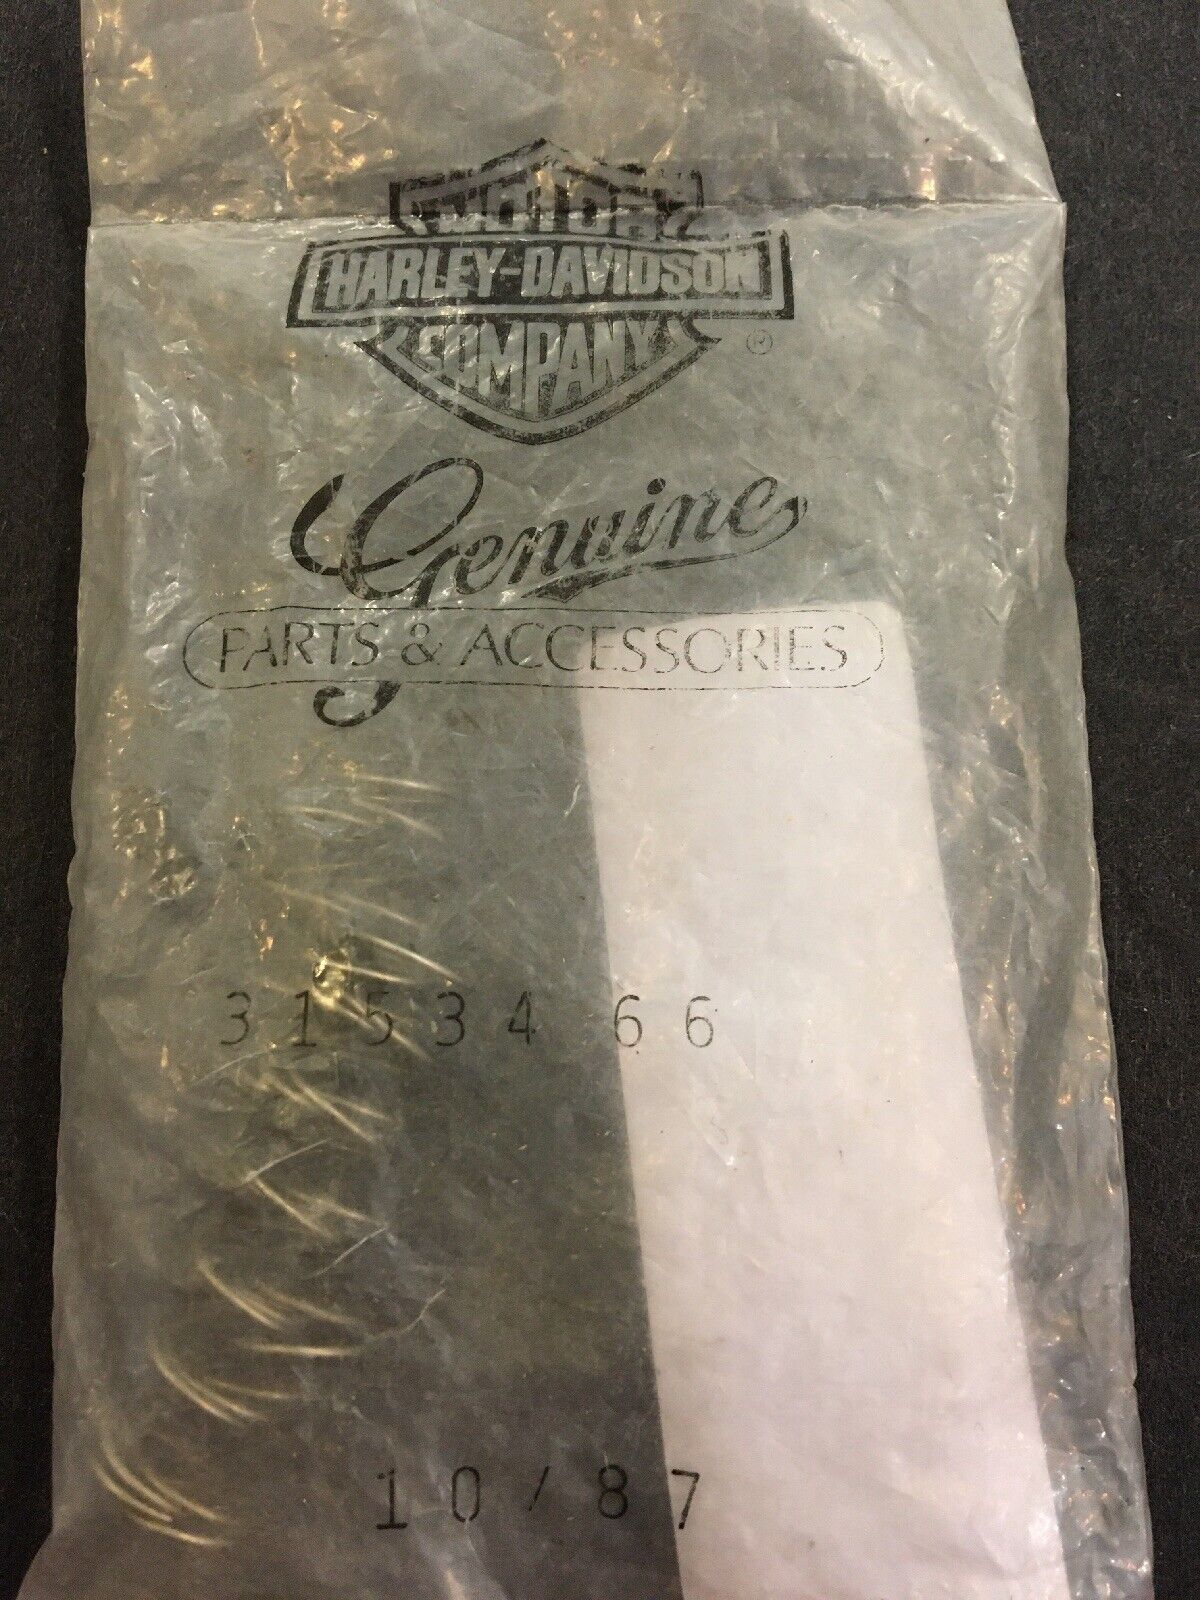 MOTOR
HARLEY-DAVIDSON
COMPANY
®
Genuine
PARTS & ACCESSORIES
31534 66
10/87